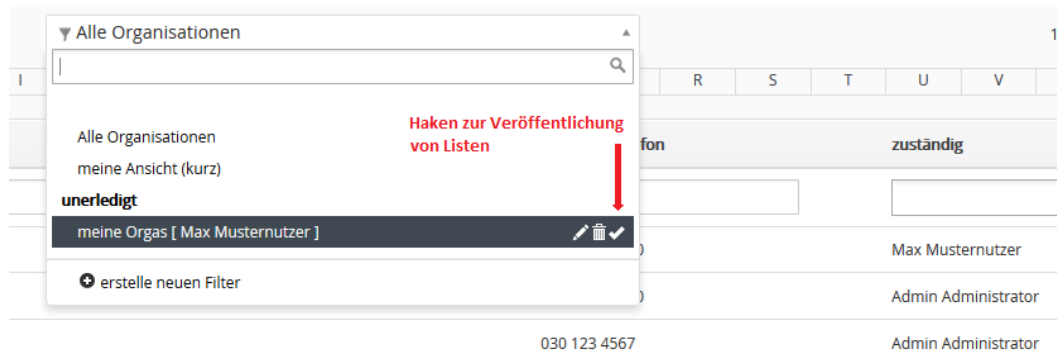 Alle Organisationen
1
I
R S T U V
Alle Organisationen
Haken zur Veröffentlichung
von Listen
fon
zuständig
meine Ansicht (kurz)
unerledigt
meine Orgas [ Max Musternutzer ]
Max Musternutzer
erstelle neuen Filter
Admin Administrator
030 123 4567
Admin Administrator